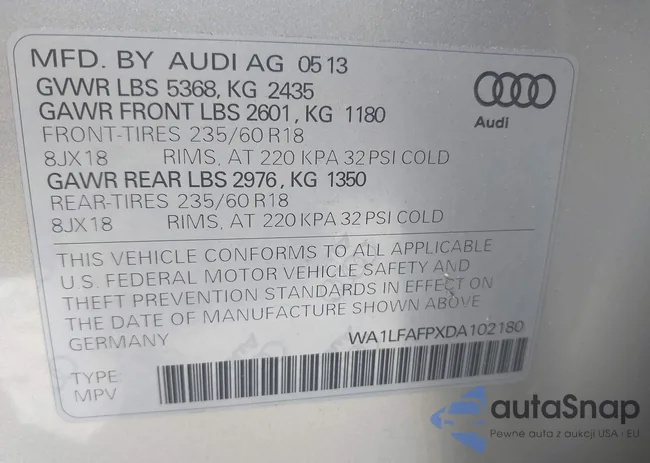 MFD. BY AUDI AG 05 13
GVWR LBS 5368, KG 2435
GAWR FRONT LBS 2601, KG 1180
FRONT-TIRES 235/60 R18
8JX18 RIMS, AT 220 KPA 32 PSI COLD
GAWR REAR LBS 2976, KG 1350
REAR-TIRES 235/60 R18
8JX18 RIMS, AT 220 KPA 32 PSI COLD
Audi
THIS VEHICLE CONFORMS TO ALL APPLICABLE
U.S. FEDERAL MOTOR VEHICLE SAFETY AND
THEFT PREVENTION STANDARDS IN EFFECT ON
THE DATE OF MANUFACTURE SHOWN ABOVE
GERMANY WA1LFAFPXDA102180
TYPE:
MPV
autaSnap
Pewne auta z aukcji USA i EU